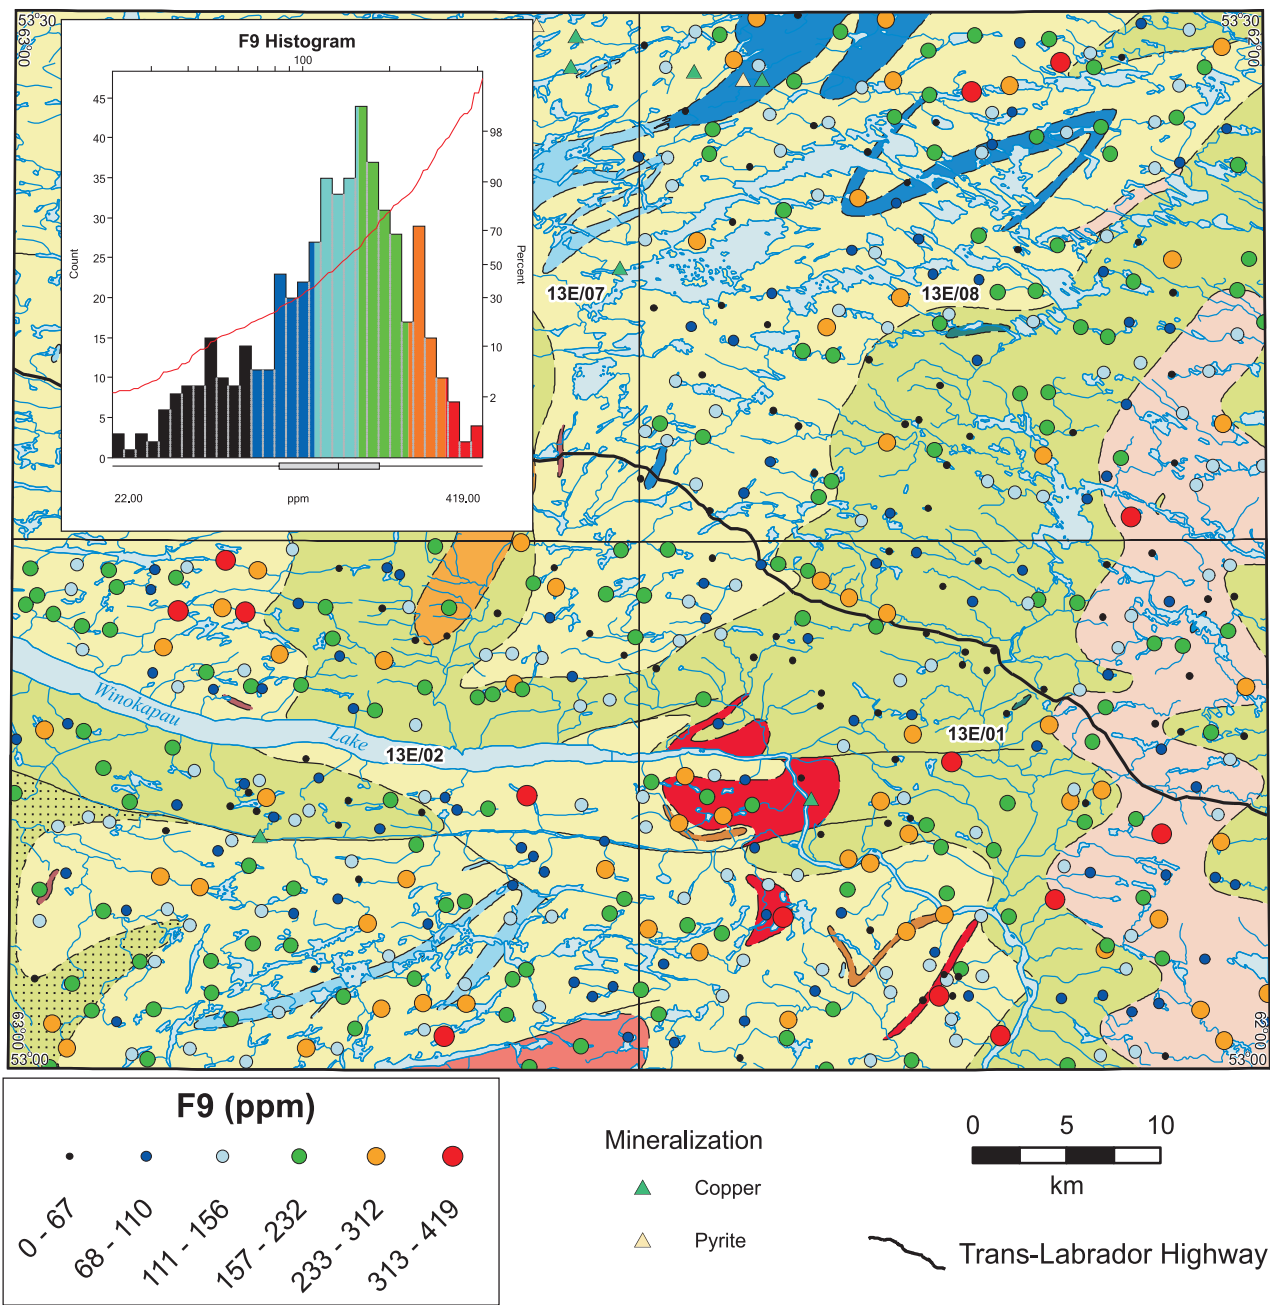 53°30'
63°00'
53°30'
62°00'
F9 Histogram
100
45
40
35
30
25
20
15
10
5
0
Count
98
90
70
50
30
10
2
Percent
22.00
ppm
419.00
13E/07
13E/08
Winokapau
Lake
13E/02
13E/01
63°00'
53°00'
62°00'
53°00'
F9 (ppm)
0 - 67
68 - 110
111 - 156
157 - 232
233 - 312
313 - 419
Mineralization
Copper
Pyrite
0 5 10
km
Trans-Labrador Highway